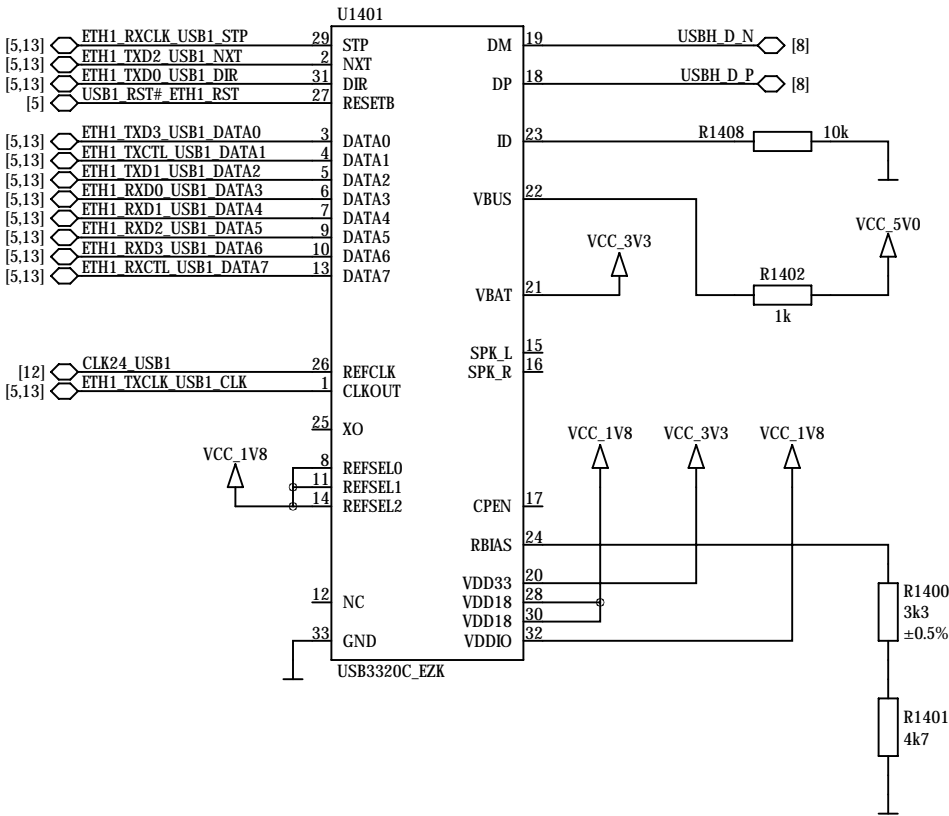 U1401
[5,13] ETH1_RXCLK_USB1_STP 29 STP DM 19 USBH_D_N [8]
[5,13] ETH1_TXD2_USB1_NXT 2 NXT
[5,13] ETH1_TXD0_USB1_DIR 31 DIR DP 18 USBH_D_P [8]
[5] USB1_RST#_ETH1_RST 27 RESETB
[5,13] ETH1_TXD3_USB1_DATA0 3 DATA0 ID 23 R1408 10k
[5,13] ETH1_TXCTL_USB1_DATA1 4 DATA1
[5,13] ETH1_TXD1_USB1_DATA2 5 DATA2
[5,13] ETH1_RXD0_USB1_DATA3 6 DATA3 VBUS 22
[5,13] ETH1_RXD1_USB1_DATA4 7 DATA4
[5,13] ETH1_RXD2_USB1_DATA5 9 DATA5
[5,13] ETH1_RXD3_USB1_DATA6 10 DATA6
[5,13] ETH1_RXCTL_USB1_DATA7 13 DATA7
VCC_5V0
VCC_3V3
R1402
1k
VBAT 21
SPK_L 15
[12] CLK24_USB1 26 REFCLK SPK_R 16
[5,13] ETH1_TXCLK_USB1_CLK 1 CLKOUT
25 XO
VCC_1V8 VCC_3V3 VCC_1V8
VCC_1V8
8 REFSEL0
11 REFSEL1
14 REFSEL2 CPEN 17
RBIAS 24
VDD33 20
12 NC VDD18 28
VDD18 30
33 GND VDDIO 32
R1400
3k3
±0.5%
USB3320C_EZK
R1401
4k7